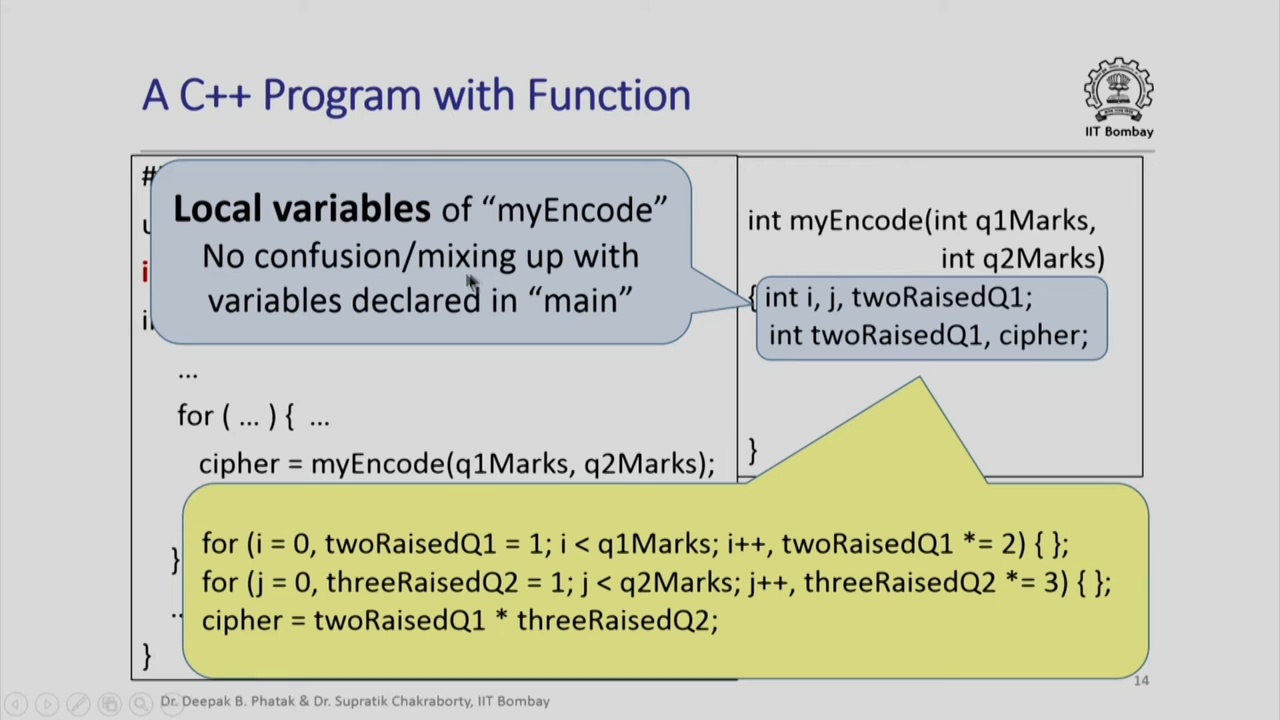 A C++ Program with Function
IIT Bombay
#
Local variables of “myEncode”
No confusion/mixing up with
variables declared in “main”
i
...
for ( ... ) { ...
cipher = myEncode(q1Marks, q2Marks);
}
}
int myEncode(int q1Marks,
int q2Marks)
{ int i, j, twoRaisedQ1;
int twoRaisedQ1, cipher;
}
for (i = 0, twoRaisedQ1 = 1; i < q1Marks; i++, twoRaisedQ1 *= 2) { };
for (j = 0, threeRaisedQ2 = 1; j < q2Marks; j++, threeRaisedQ2 *= 3) { };
cipher = twoRaisedQ1 * threeRaisedQ2;
14
Dr. Deepak B. Phatak & Dr. Supratik Chakraborty, IIT Bombay